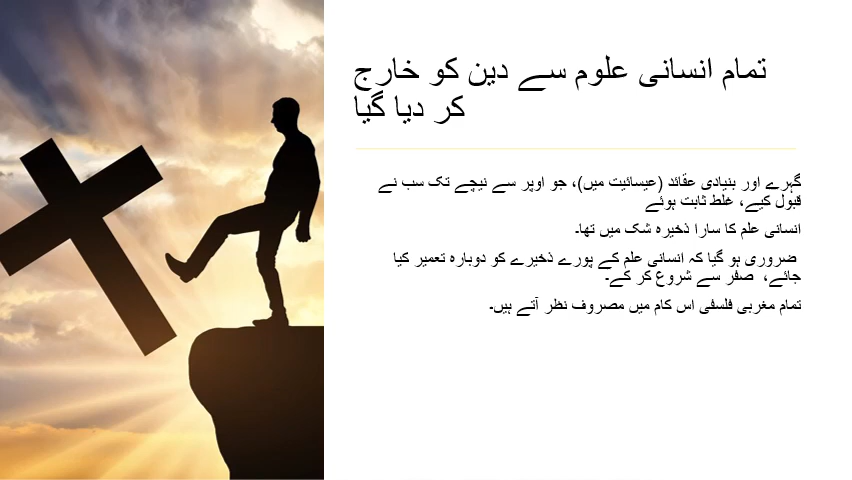 تمام انسانی علوم سے دین کو خارج
کر دیا گیا
گہرے اور بنیادی عقائد (عیسائیت میں)، جو اوپر سے نیچے تک سب نے
قبول کیے، غلط ثابت ہوئے
انسانی علم کا سارا ذخیرہ شک میں تھا۔
ضروری ہو گیا کہ انسانی علم کے پورے ذخیرے کو دوبارہ تعمیر کیا
جائے، صفر سے شروع کر کے۔
تمام مغربی فلسفی اس کام میں مصروف نظر آتے ہیں۔